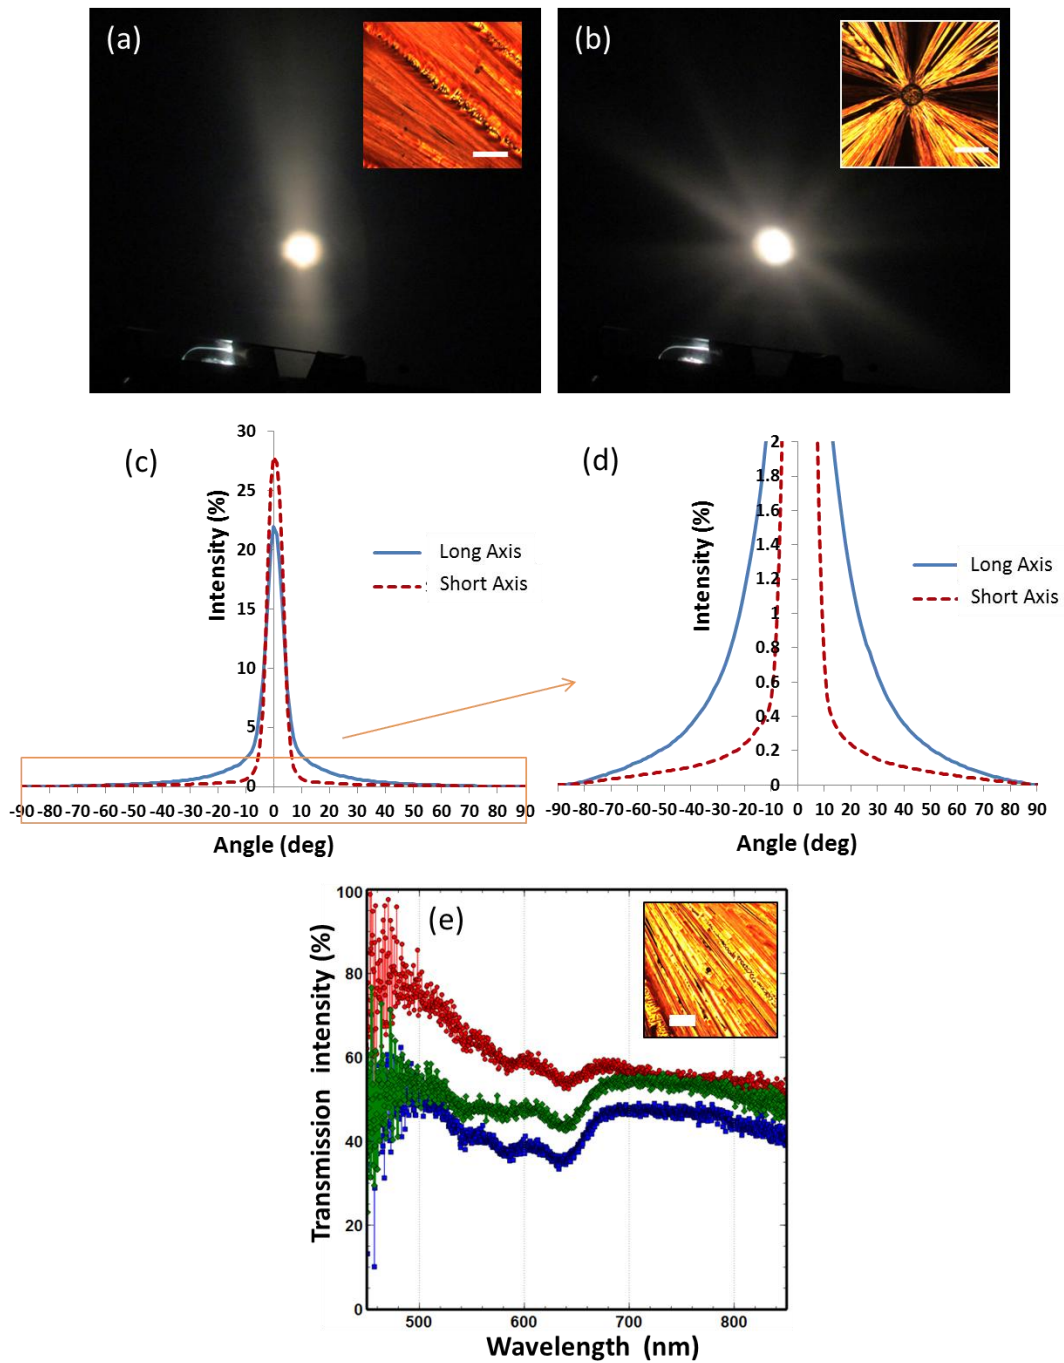 (a)
(b)
(c)
30
25
20
15
10
5
0
Intensity (%)
Long Axis
Short Axis
-90 -80 -70 -60 -50 -40 -30 -20 -10 0 10 20 30 40 50 60 70 80 90
Angle (deg)
(d)
2
1.8
1.6
1.4
1.2
1
0.8
0.6
0.4
0.2
0
Intensity (%)
Long Axis
Short Axis
-90 -80 -70 -60 -50 -40 -30 -20 -10 0 10 20 30 40 50 60 70 80 90
Angle (deg)
(e)
100
80
60
40
20
0
Transmission intensity (%)
500 600 700 800
Wavelength (nm)